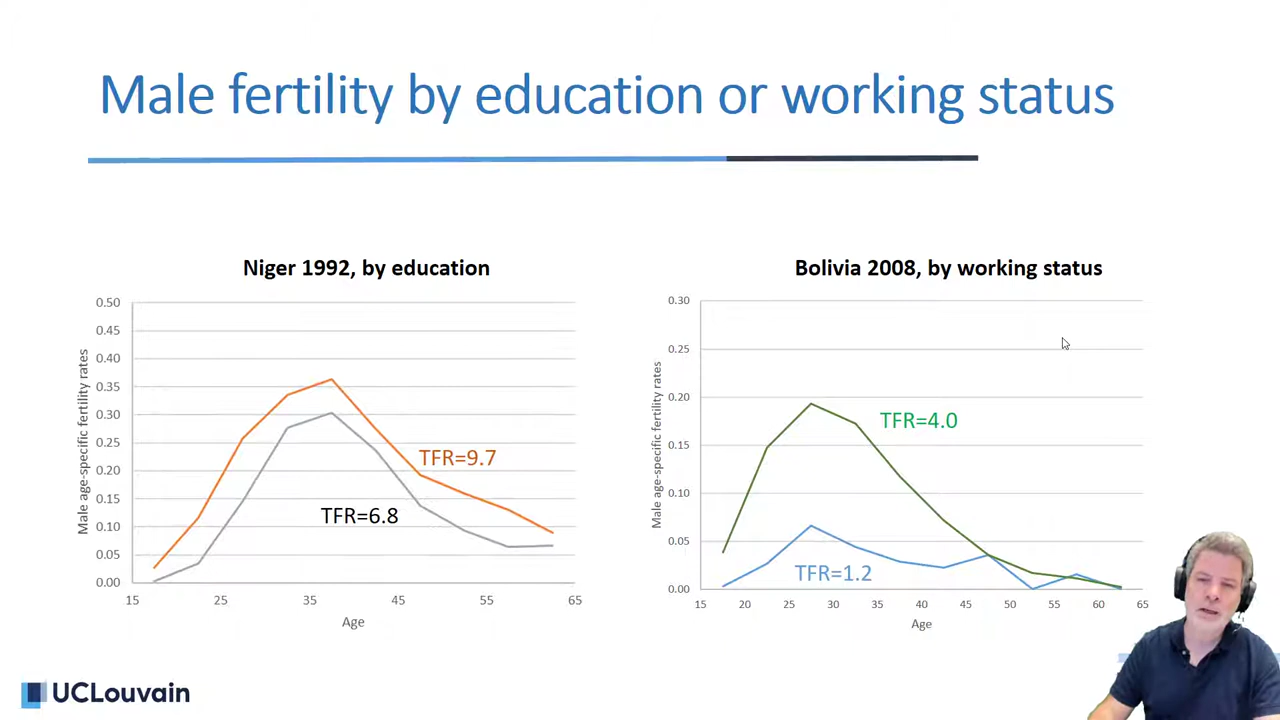 Male fertility by education or working status
Niger 1992, by education
Male age-specific fertility rates
0.50
0.45
0.40
0.35
0.30
0.25
0.20
0.15
0.10
0.05
0.00
TFR=9.7
TFR=6.8
15 25 35 45 55 65
Age
Bolivia 2008, by working status
Male age-specific fertility rates
0.30
0.25
0.20
0.15
0.10
0.05
0.00
TFR=4.0
TFR=1.2
15 20 25 30 35 40 45 50 55 60 65
Age
UCLouvain